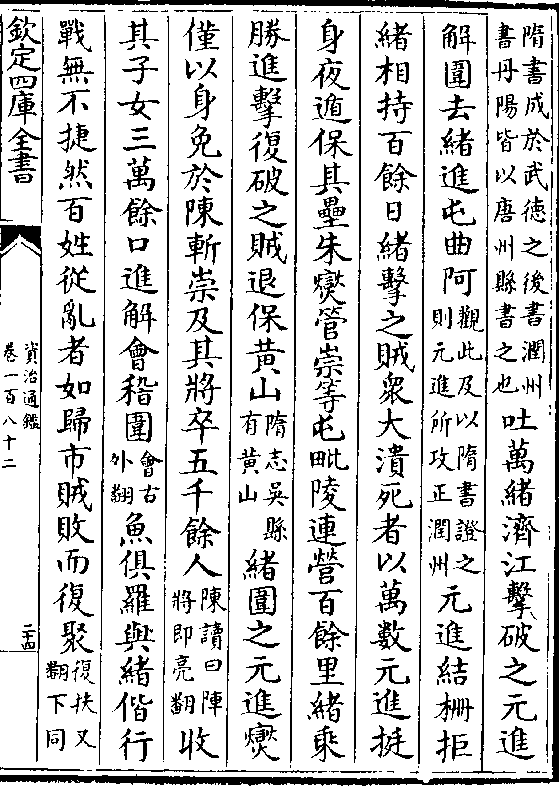 隋書成於武德之後書潤州
書丹陽皆以唐州縣書之也
吐萬緒濟江擊破之元進
解圍去緒進屯曲阿
觀此及以隋書證之
則元進所攻正潤州
元進結柵拒
緒相持百餘日緒擊之賊衆大潰死者以萬數元進挺
身夜遁保其壘朱燮管崇等屯毗陵連營百餘里緒乘
勝進擊復破之賊退保黃山
隋志吳縣
有黃山
緒圍之元進燮
僅以身免於陳斬崇及其將卒五千餘人
陳讀曰陣
將即亮翻
收
其子女三萬餘口進解會稽圍
會古
外翻
魚俱羅與緒偕行
戰無不捷然百姓從亂者如歸市賊敗而復聚
復扶又
翻下同
欽定四庫全書
資治通鑑
卷一百八十二
二十四